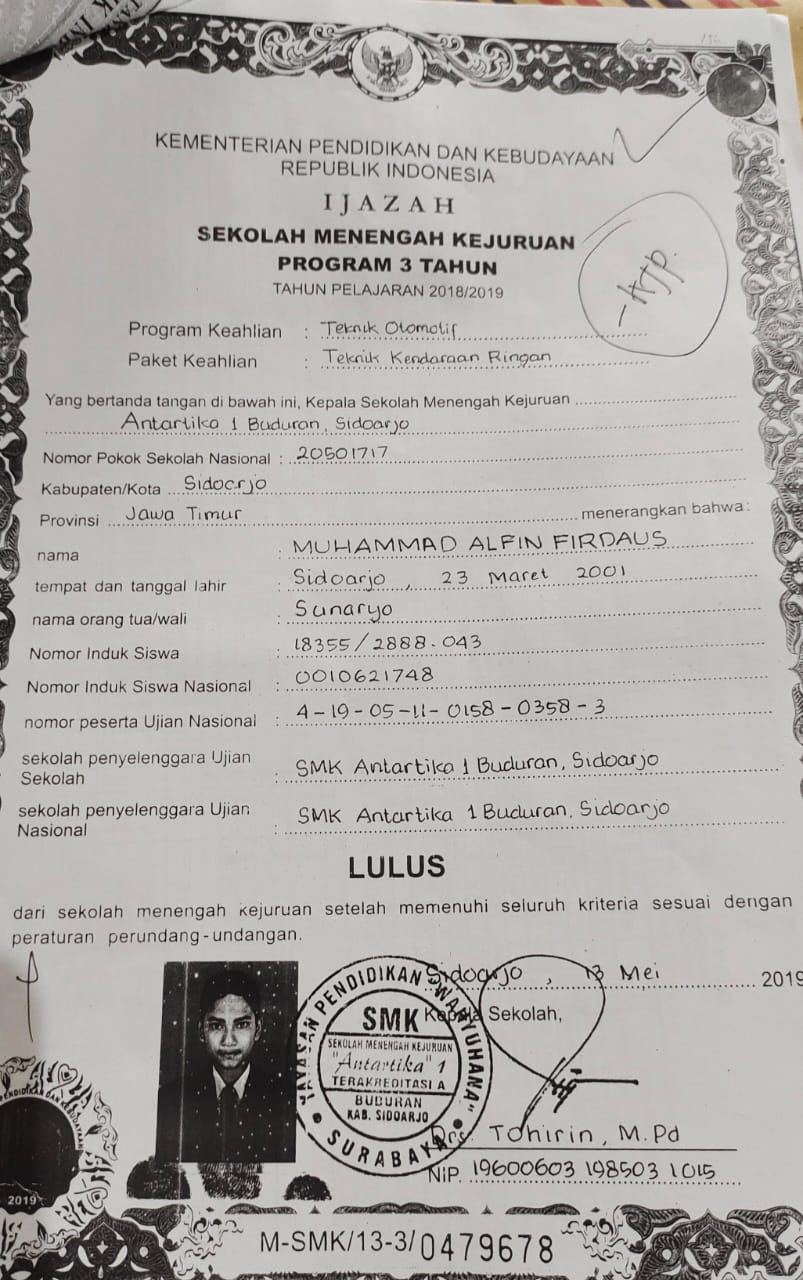 KEMENTERIAN PENDIDIKAN DAN KEBUDAYAAN
REPUBLIK INDONESIA
IJAZAH
SEKOLAH MENENGAH KEJURUAN
PROGRAM 3 TAHUN
TAHUN PELAJARAN 2018/2019
Program Keahlian : Teknik Otomotif
Paket Keahlian : Teknik Kendaraan Ringan
Yang bertanda tangan di bawah ini, Kepala Sekolah Menengah Kejuruan
Antartika 1 Buduran, Sidoarjo
Nomor Pokok Sekolah Nasional : 20501717
Kabupaten/Kota Sidoarjo
Provinsi Jawa Timur menerangkan bahwa:
nama : MUHAMMAD ALFIN FIRDAUS
tempat dan tanggal lahir : Sidoarjo, 23 Maret 2001
nama orang tua/wali : Sunaryo
Nomor Induk Siswa : 18355/2888.043
Nomor Induk Siswa Nasional : 0010621748
nomor peserta Ujian Nasional : 4-19-05-11-0158-0358-3
sekolah penyelenggara Ujian
Sekolah : SMK Antartika 1 Buduran, Sidoarjo
sekolah penyelenggara Ujian
Nasional : SMK Antartika 1 Buduran, Sidoarjo
LULUS
dari sekolah menengah kejuruan setelah memenuhi seluruh kriteria sesuai dengan
peraturan perundang-undangan.
Sidoarjo, 13 Mei 2019
Kepala Sekolah,
YAYASAN PENDIDIKAN SWADAYUHANA"
SMK
SEKOLAH MENENGAH KEJURUAN
"Antartika" 1
TERAKREDITASI A
BUDURAN
KAB. SIDOARJO
SURABAYA
Drs. Tohirin, M.Pd
NIP. 19600603 198503 1 015
PENDIDIKAN DAN KEBUDAYAAN
2019
M-SMK/13-3/0479678